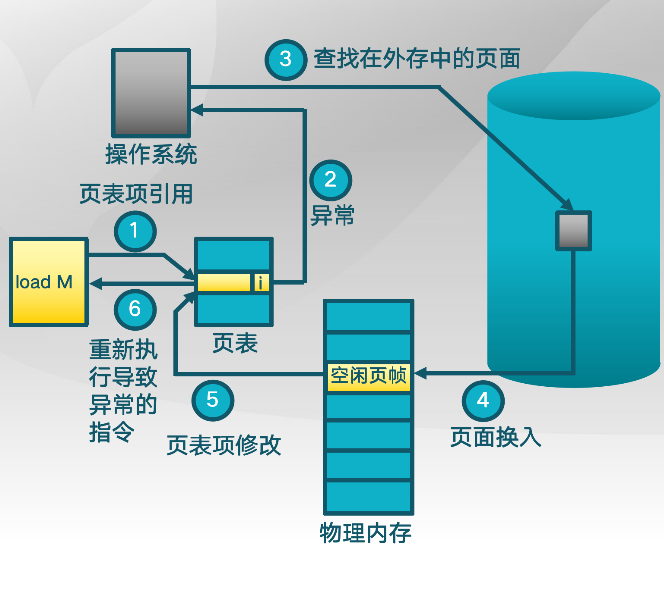 3
查找在外存中的页面
操作系统
2
异常
页表项引用
1
load M
i
6
页表
重新执
行导致
异常的
指令
5
页表项修改
空闲页帧
4
页面换入
物理内存